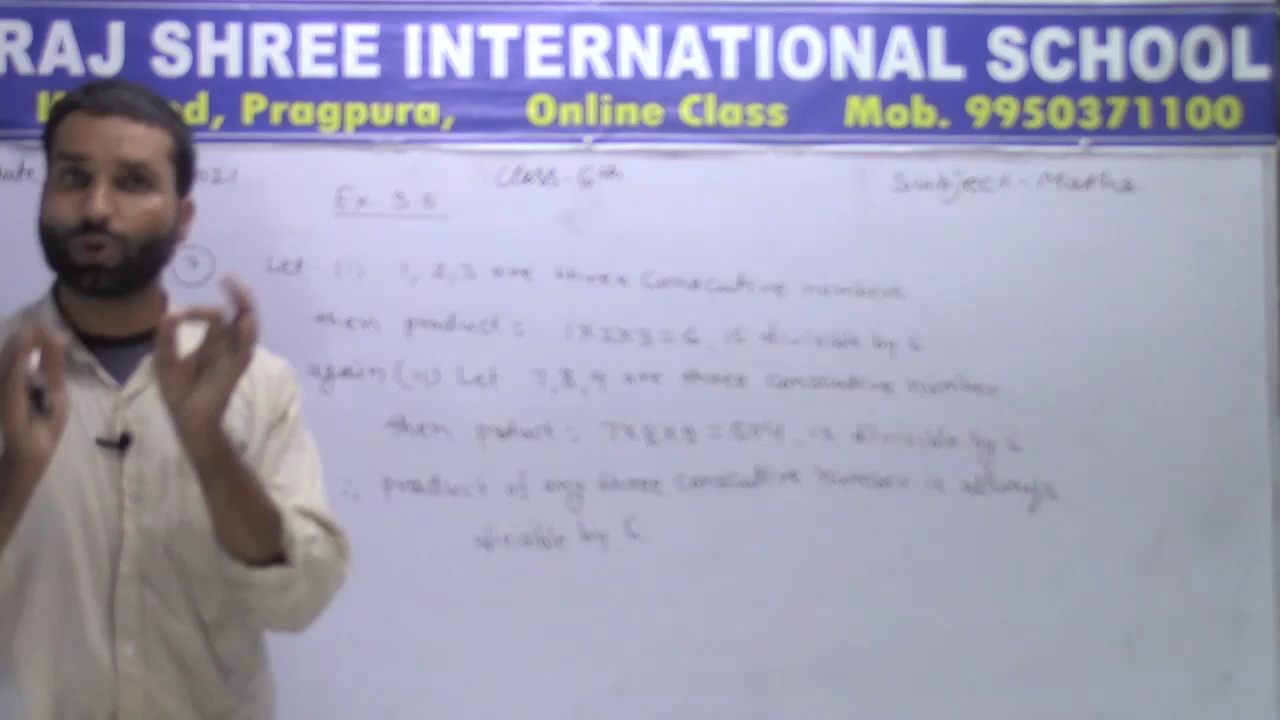 RAJ SHREE INTERNATIONAL SCHOOL
Pragpura, Online Class Mob. 9950371100
Class-6th Subject-Maths
Ex 3.5
Let (i) 1, 2, 3 are three consecutive numbers
then product = 1×2×3=6, is divisible by 6
again (ii) Let 7, 8, 9 are three consecutive number
then product = 7×8×9 = 504, is divisible by 6
∴ product of any three consecutive number is always
divisible by 6